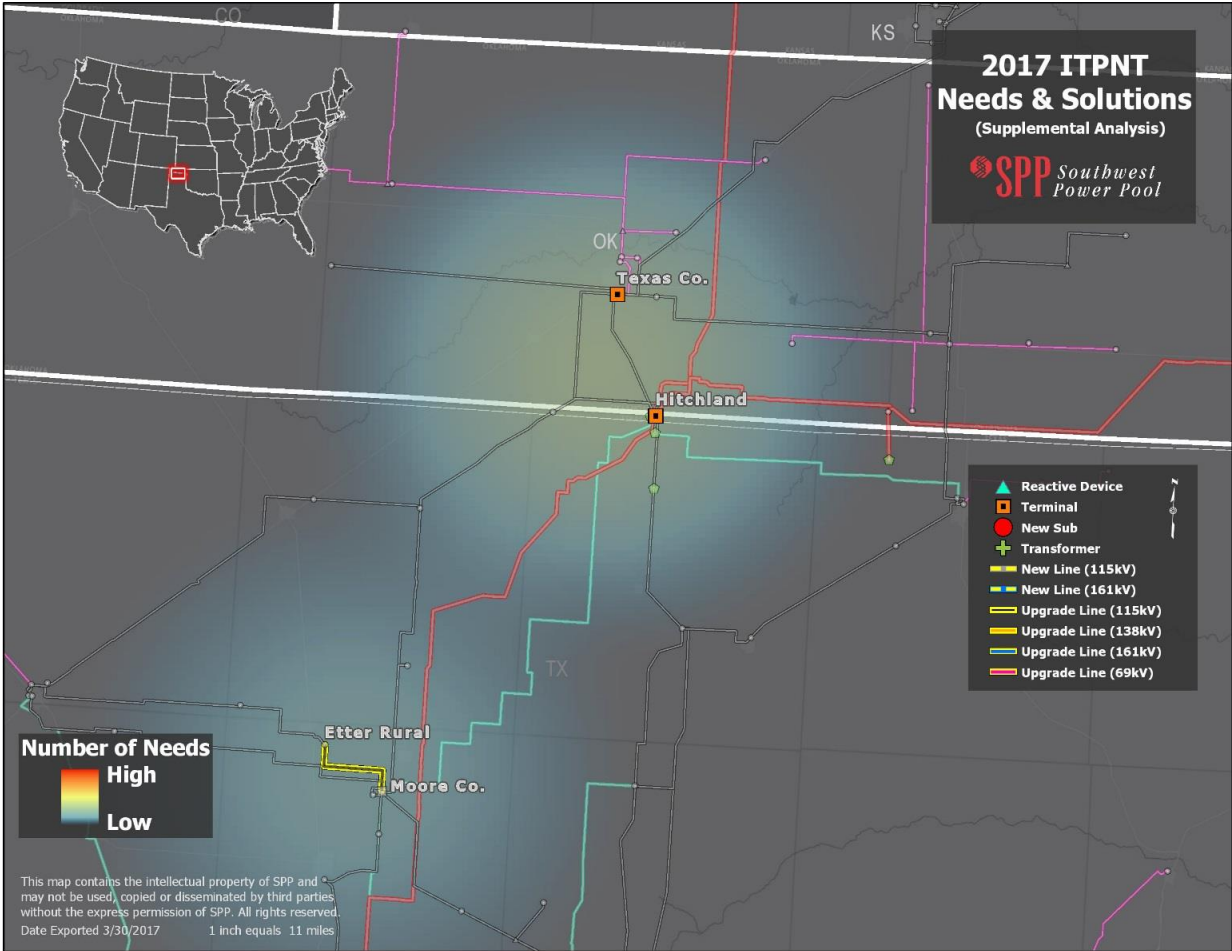 CO
KS
2017 ITPNT
Needs & Solutions
(Supplemental Analysis)
SPP Southwest
Power Pool
OK
Texas Co.
Hitchland
Reactive Device
Terminal
New Sub
Transformer
New Line (115kV)
New Line (161kV)
Upgrade Line (115kV)
Upgrade Line (138kV)
Upgrade Line (161kV)
Upgrade Line (69kV)
N
TX
Etter Rural
Moore Co.
Number of Needs
High
Low
This map contains the intellectual property of SPP and
may not be used, copied or disseminated by third parties
without the express permission of SPP. All rights reserved.
Date Exported 3/30/2017 1 inch equals 11 miles